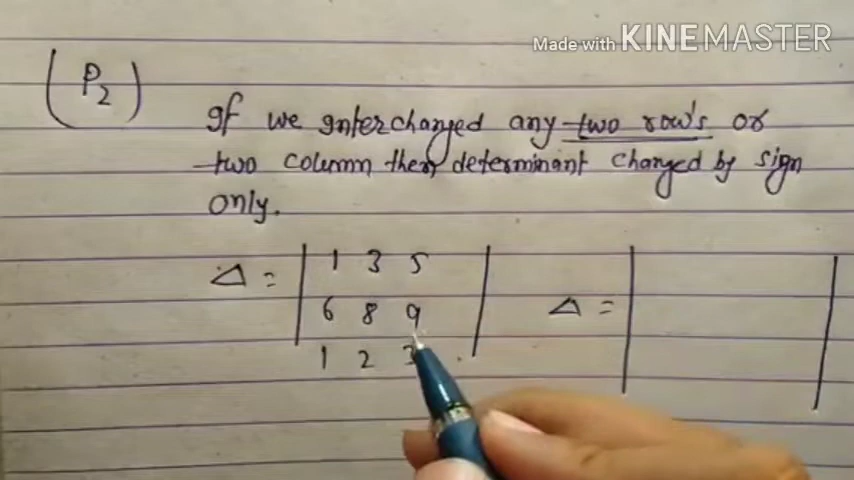 Made with KINEMASTER
(P2)
If we interchanged any two row's or
two column then determinant changed by sign
only.
Δ = | 1 3 5 |
| 6 8 9 | Δ = | |
| 1 2 3 |